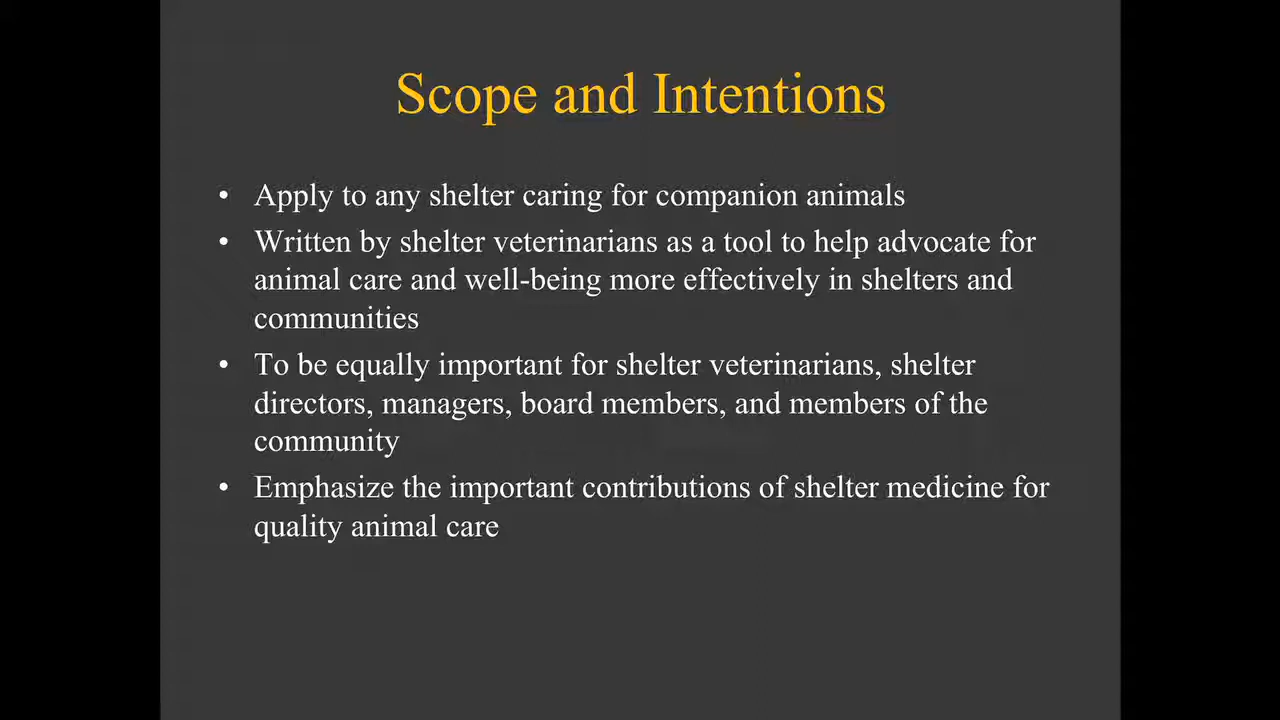 Scope and Intentions
• Apply to any shelter caring for companion animals
• Written by shelter veterinarians as a tool to help advocate for
animal care and well-being more effectively in shelters and
communities
• To be equally important for shelter veterinarians, shelter
directors, managers, board members, and members of the
community
• Emphasize the important contributions of shelter medicine for
quality animal care